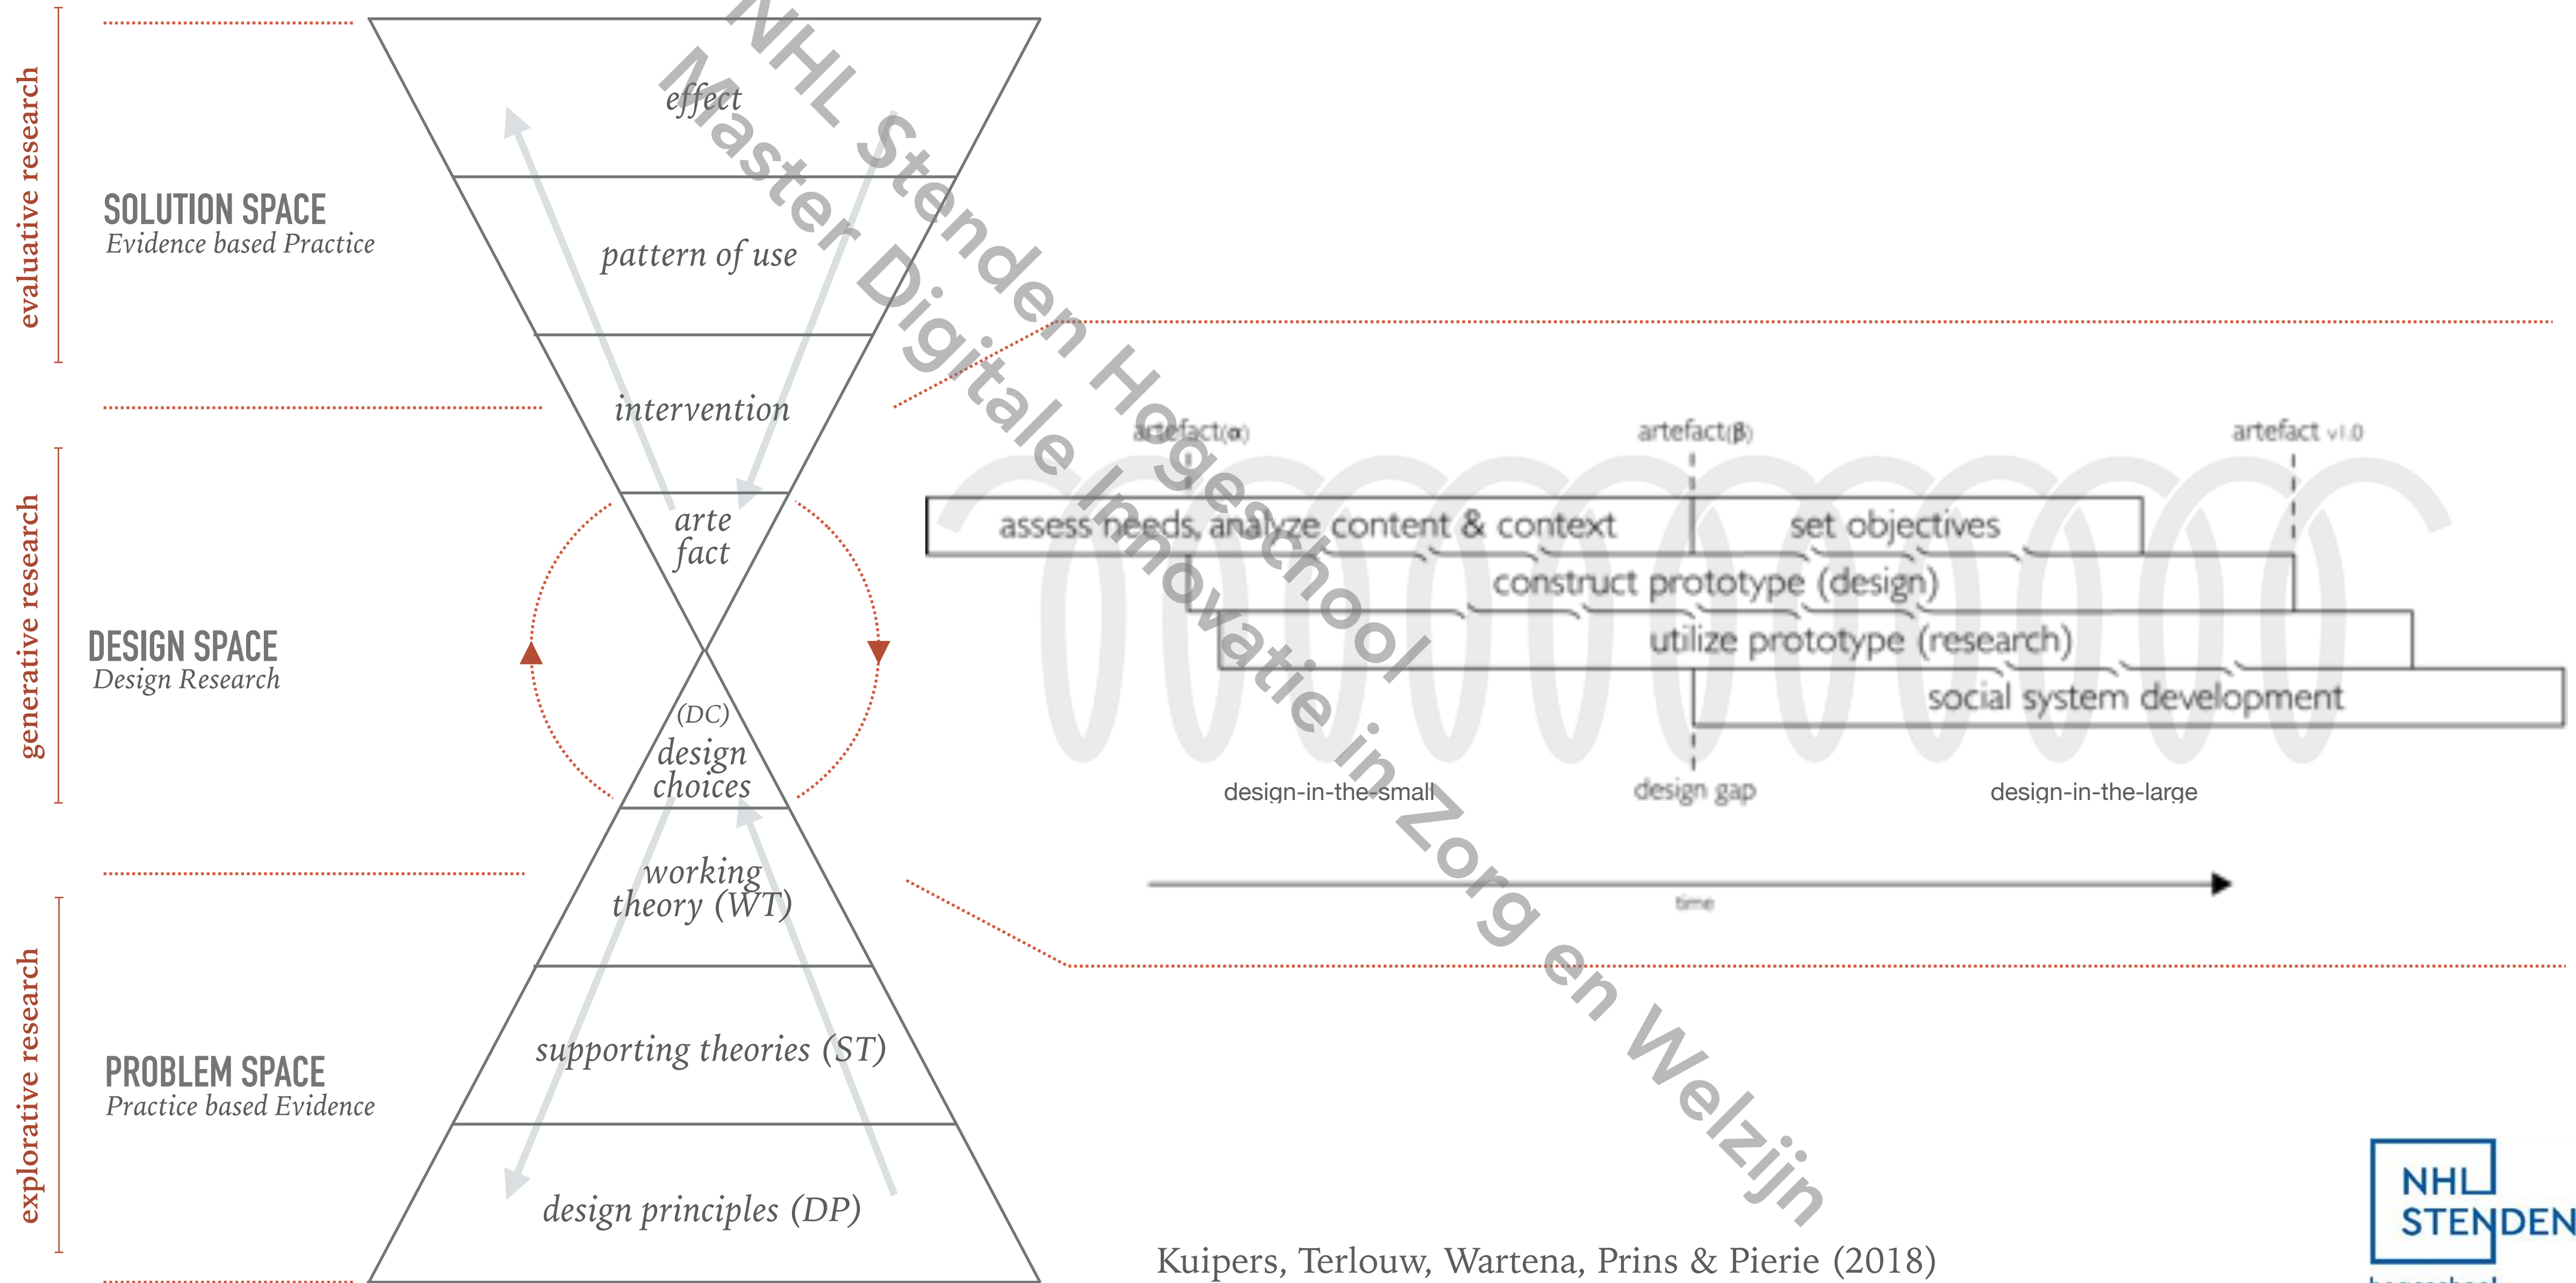 evaluative research
SOLUTION SPACE
Evidence based Practice
effect
pattern of use
intervention
generative research
DESIGN SPACE
Design Research
arte
fact
(DC)
design
choices
explorative research
PROBLEM SPACE
Practice based Evidence
working
theory (WT)
supporting theories (ST)
design principles (DP)
artefact(α)
artefact(β)
artefact v1.0
assess needs, analyze content & context
set objectives
construct prototype (design)
utilize prototype (research)
social system development
design-in-the-small
design gap
design-in-the-large
time
NHL Stenden Hogeschool
Master Digitale Innovatie in Zorg en Welzijn
Kuipers, Terlouw, Wartena, Prins & Pierie (2018)
NHL
STENDEN